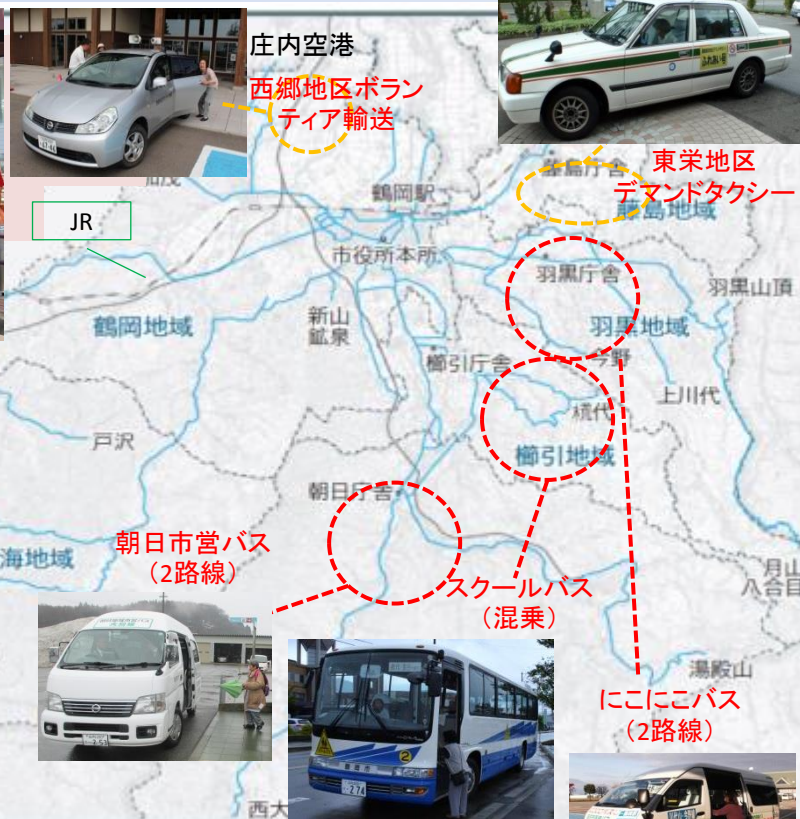 庄内空港
西郷地区ボラン
ティア輸送
東栄地区
デマンドタクシー
藤島庁舎
藤島地域
鶴岡駅
JR
市役所本所
羽黒庁舎
羽黒山頂
鶴岡地域
新山
鉱泉
羽黒地域
今野
櫛引庁舎
上川代
戸沢
櫛引地域
朝日庁舎
朝日市営バス
（2路線）
海地域
スクールバス
（混乗）
月山
八合目
湯殿山
にこにこバス
（2路線）
西大